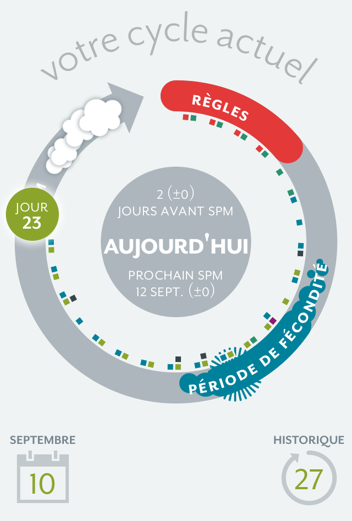 votre cycle actuel
RÈGLES
JOUR
23
2 (±0)
JOURS AVANT SPM
AUJOURD'HUI
PROCHAIN SPM
12 SEPT. (±0)
PÉRIODE DE FÉCONDITÉ
SEPTEMBRE
10
HISTORIQUE
27